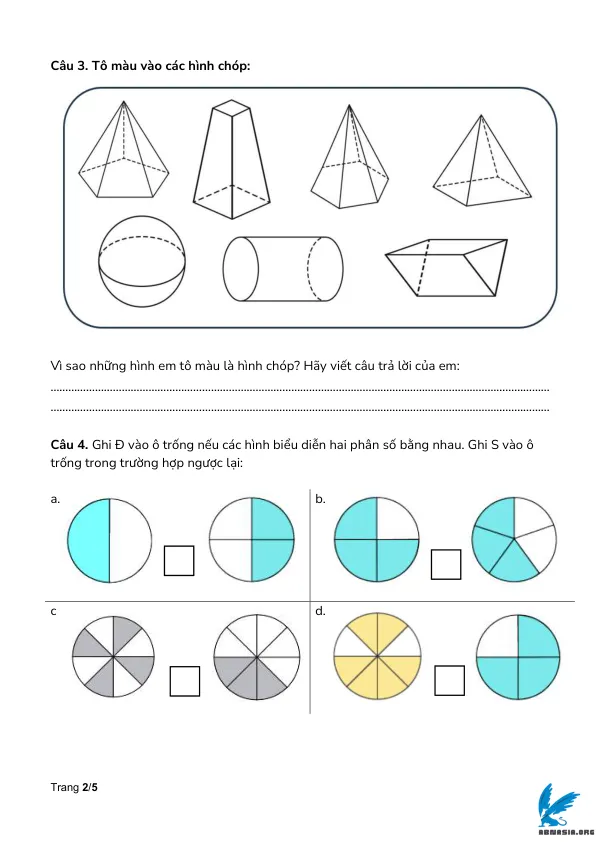 Câu 3. Tô màu vào các hình chóp:
Vì sao những hình em tô màu là hình chóp? Hãy viết câu trả lời của em:
....................................................................................................
....................................................................................................
Câu 4. Ghi Đ vào ô trống nếu các hình biểu diễn hai phân số bằng nhau. Ghi S vào ô
trống trong trường hợp ngược lại:
a.
b.
c
d.
Trang 2/5
ABNASIA.ORG